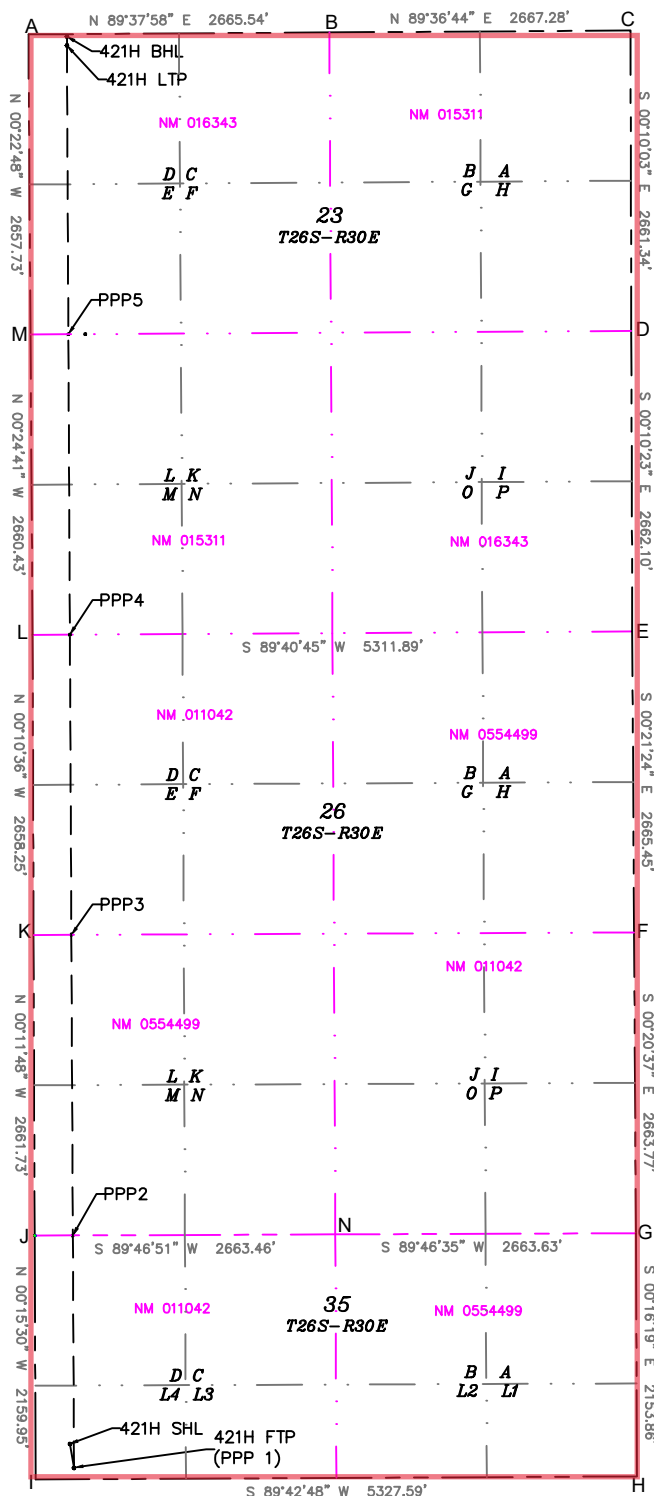 N 89°37'58" E 2665.54'
N 89°36'44" E 2667.28'
A
B
C
421H BHL
421H LTP
N 00°22'48" W 2657.73'
S 00°10'03" E 2661.34'
NM 016343
NM 015311
D C
E F
B A
G H
23
T26S-R30E
PPP5
M
D
N 00°24'41" W 2660.43'
S 00°10'23" E 2662.10'
L K
M N
J I
O P
NM 015311
NM 016343
PPP4
L
E
S 89°40'45" W 5311.89'
N 00°10'36" W 2658.25'
S 00°21'24" E 2665.45'
NM 011042
NM 0554499
D C
E F
B A
G H
26
T26S-R30E
PPP3
K
F
NM 011042
N 00°11'48" W 2661.73'
S 00°20'37" E 2663.77'
NM 0554499
L K
M N
J I
O P
PPP2
J
N
G
S 89°46'51" W 2663.46'
S 89°46'35" W 2663.63'
N 00°15'30" W 2159.95'
S 00°16'19" E 2153.86'
NM 011042
35
T26S-R30E
NM 0554499
D C
L4 L3
B A
L2 L1
421H SHL
421H FTP
(PPP 1)
I
H
S 89°42'48" W 5327.59'